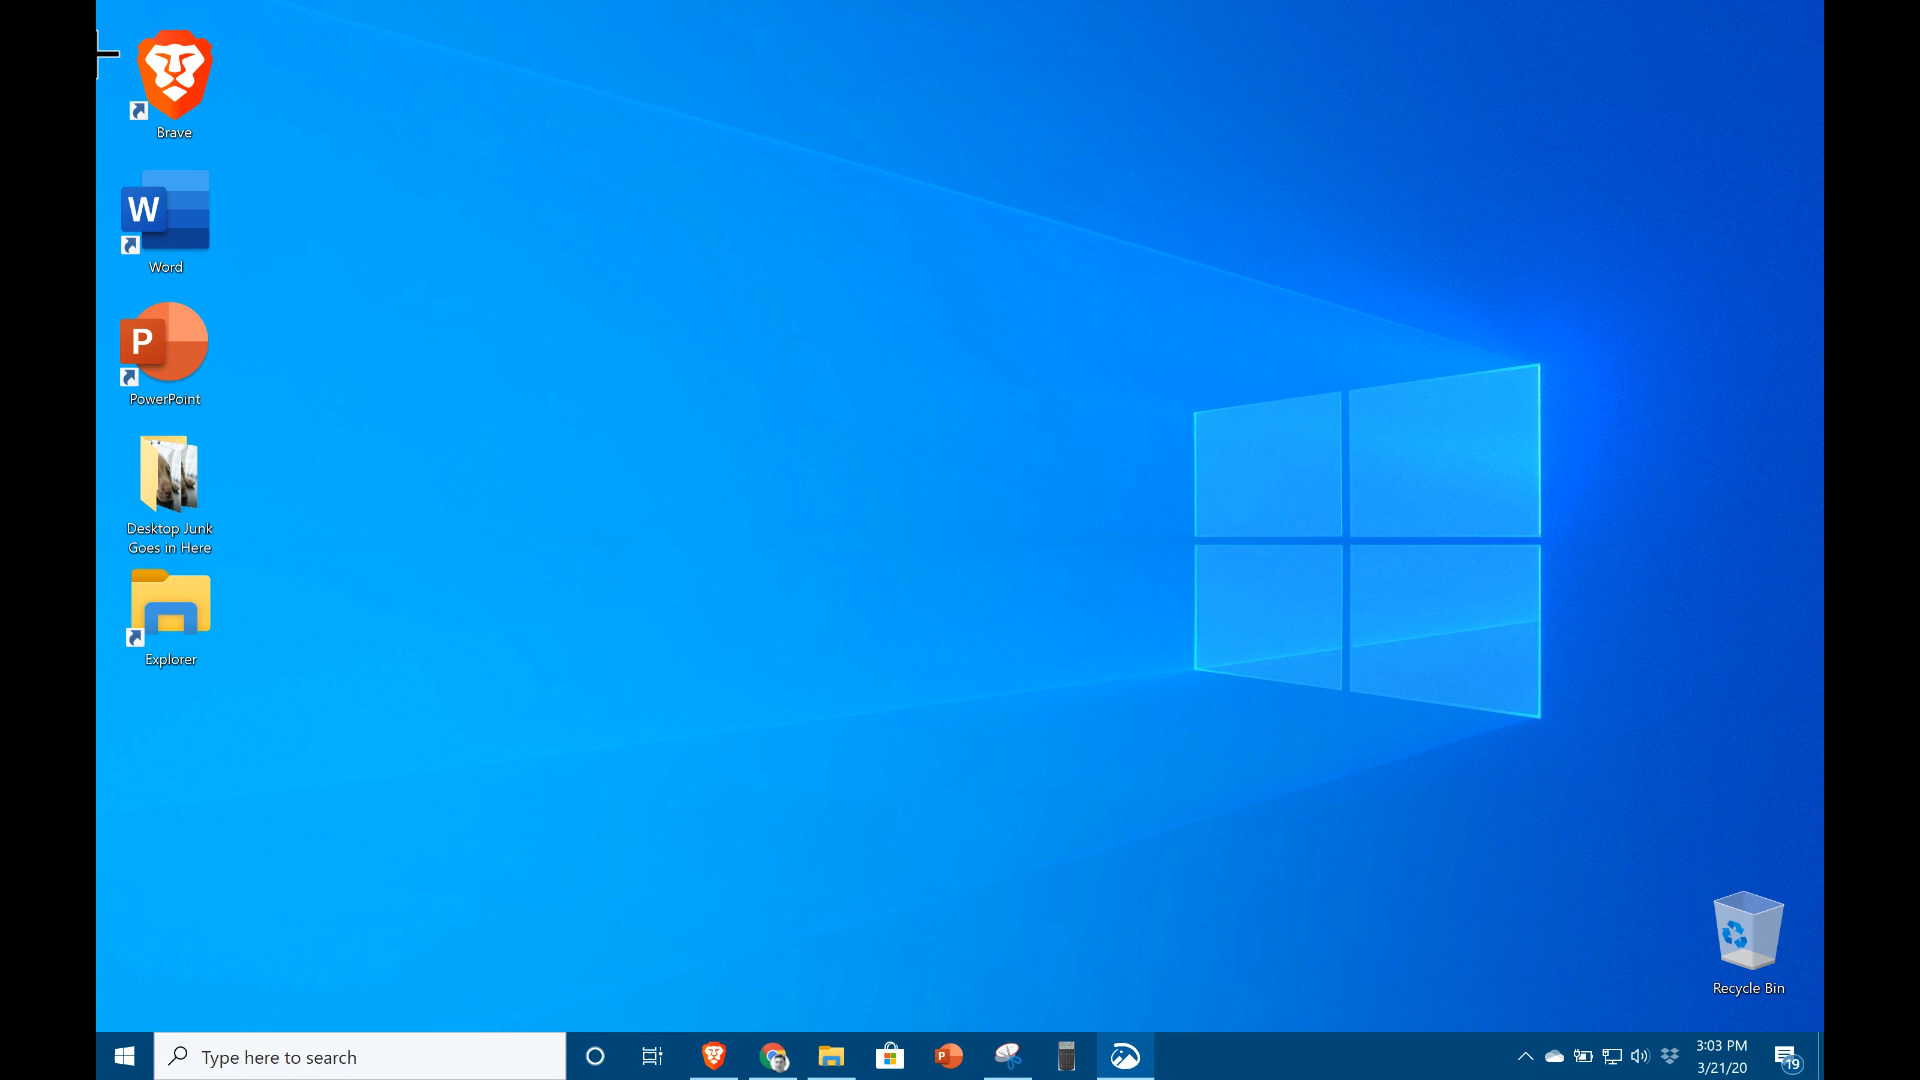 Brave
W
Word
P
PowerPoint
Desktop Junk
Goes in Here
Explorer
Recycle Bin
Type here to search
P
3:03 PM
3/21/20
19